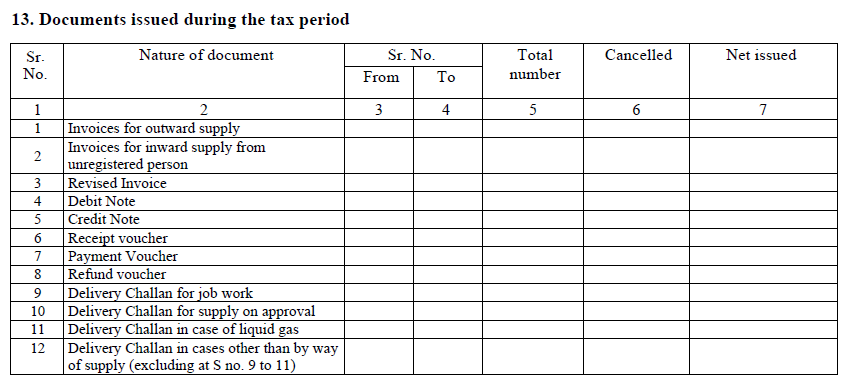 13. Documents issued during the tax period
Sr. No. Nature of document Sr. No. Total number Cancelled Net issued
From To
1 2 3 4 5 6 7
1 Invoices for outward supply
2 Invoices for inward supply from
unregistered person
3 Revised Invoice
4 Debit Note
5 Credit Note
6 Receipt voucher
7 Payment Voucher
8 Refund voucher
9 Delivery Challan for job work
10 Delivery Challan for supply on approval
11 Delivery Challan in case of liquid gas
12 Delivery Challan in cases other than by way
of supply (excluding at S no. 9 to 11)